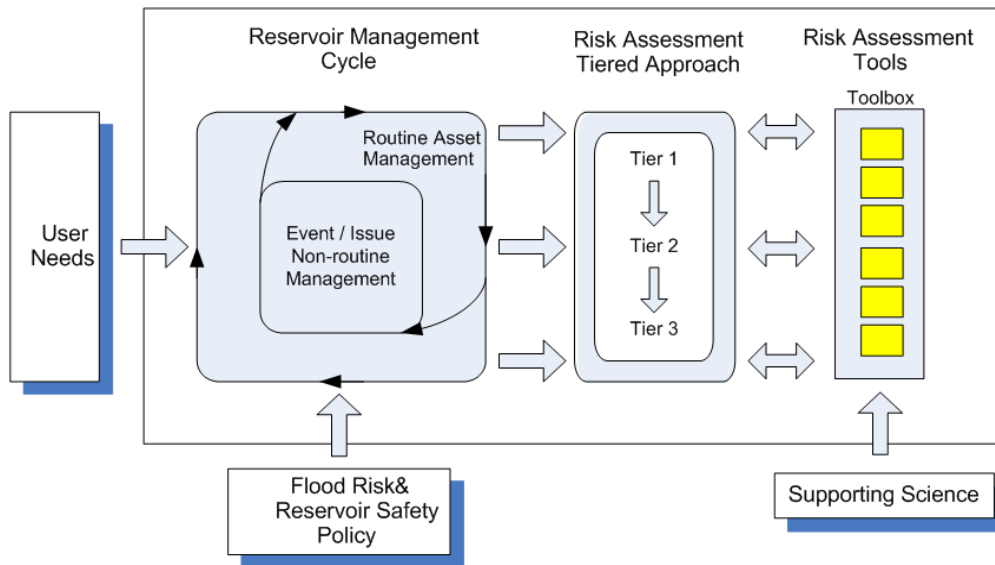 Reservoir Management
Cycle
Risk Assessment
Tiered Approach
Risk Assessment
Tools
Toolbox
Routine Asset
Management
User
Needs
Event / Issue
Non-routine
Management
Tier 1
Tier 2
Tier 3
Flood Risk&
Reservoir Safety
Policy
Supporting Science